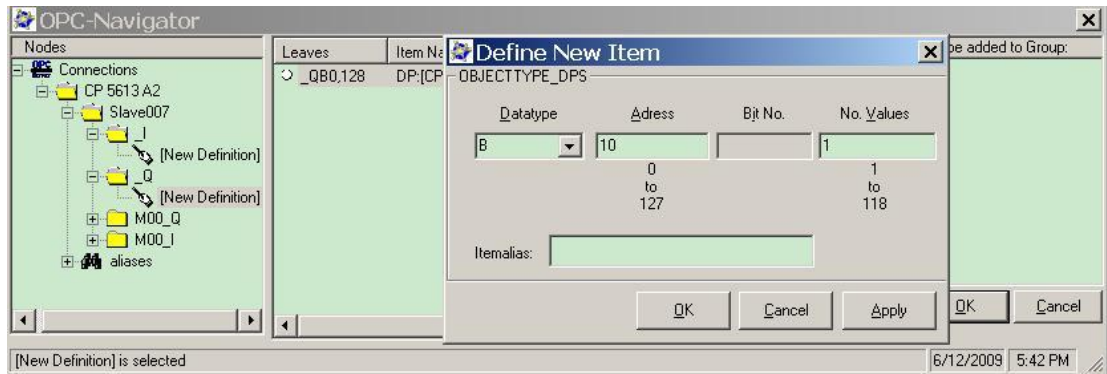 OPC-Navigator
Nodes
Connections
CP 5613 A2
Slave007
_I
[New Definition]
_Q
[New Definition]
M00_Q
M00_I
aliases
Leaves
_QB0,128 DP:[CP
Define New Item
OBJECTTYPE_DPS
Datatype Adress Bit No. No. Values
B 10 1
0 1
to to
127 118
Itemalias:
OK Cancel Apply
be added to Group:
OK Cancel
[New Definition] is selected 6/12/2009 5:42 PM